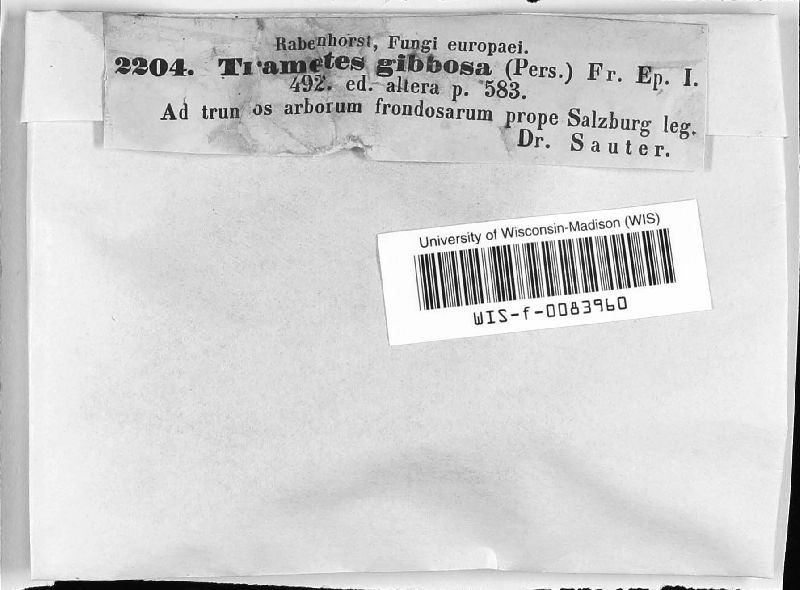 Rabenhorst, Fungi europaei.
2204. Trametes gibbosa (Pers.) Fr. Ep. I.
492. ed. altera p. 583.
Ad trun os arborum frondosarum prope Salzburg leg.
Dr. Sauter.
University of Wisconsin-Madison (WIS)
WIS-f-0083960